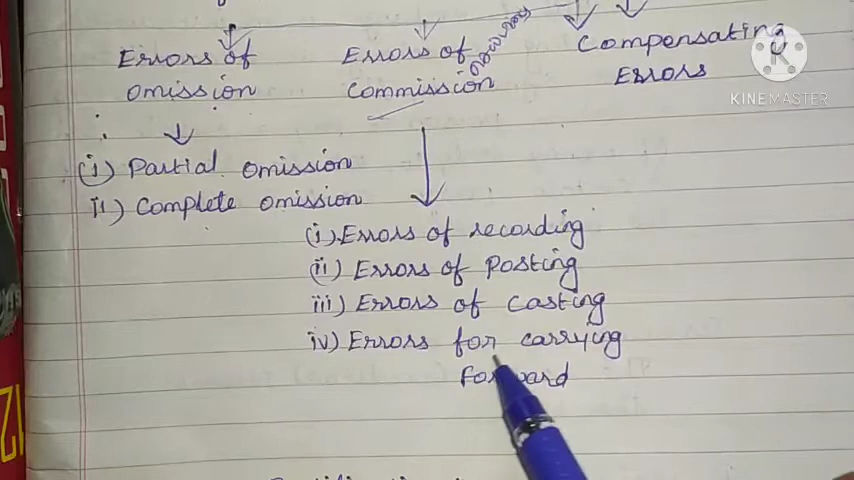 Errors of
omission
Errors of
Commission
Compensating
Errors
KINEMASTER
(i) Partial omission
ii) Complete omission
(i) Errors of recording
(ii) Errors of Posting
iii) Errors of Casting
iv) Errors for carrying
forward
12